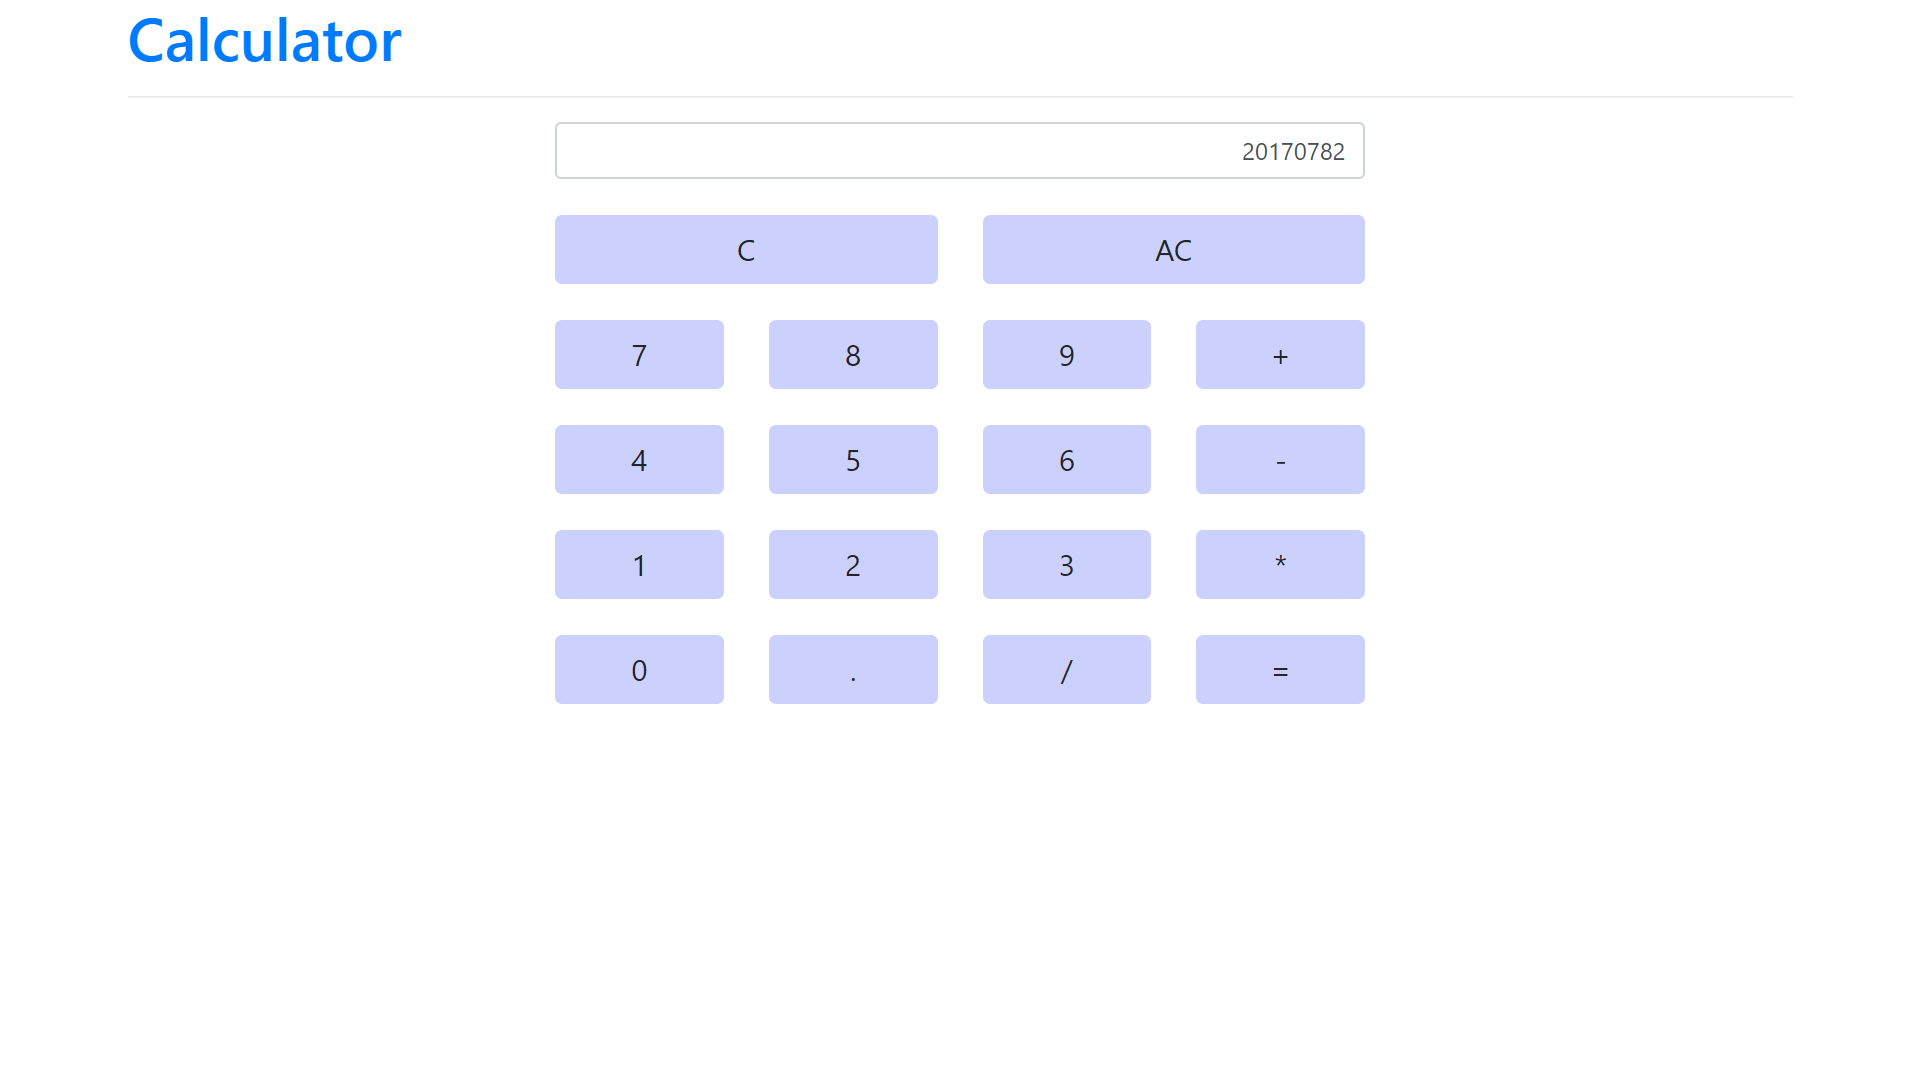 Calculator
20170782
C AC
7 8 9 +
4 5 6 -
1 2 3 *
0 . / =